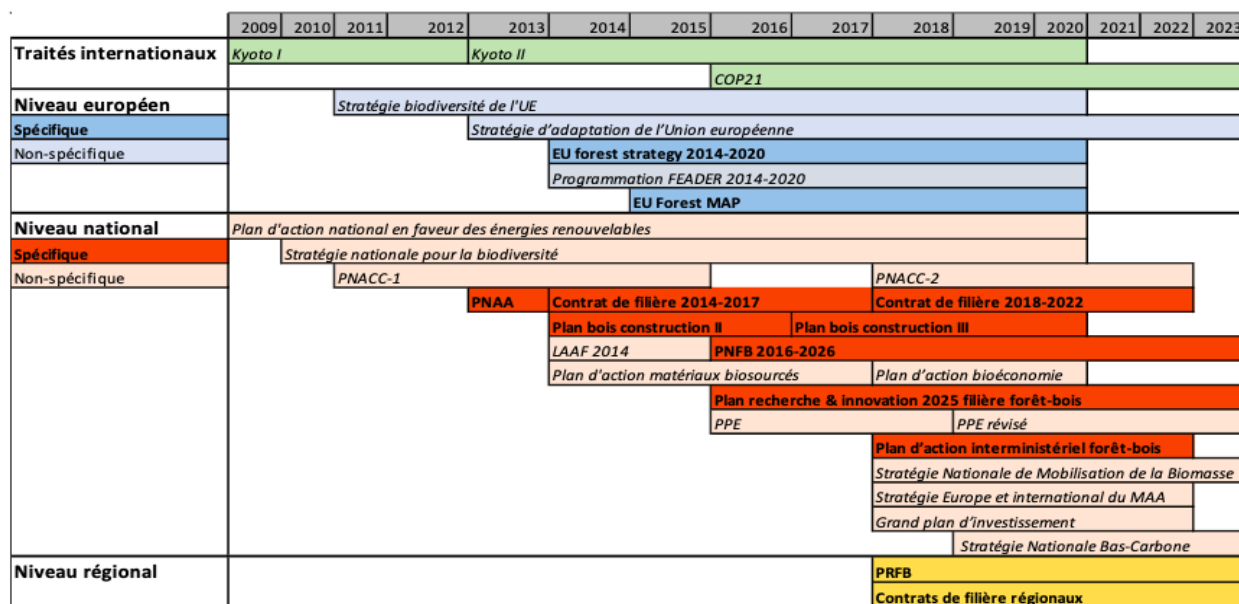 2009 2010 2011 2012 2013 2014 2015 2016 2017 2018 2019 2020 2021 2022 2023
Traités internationaux Kyoto I Kyoto II
COP21
Niveau européen Stratégie biodiversité de l'UE
Spécifique Stratégie d’adaptation de l’Union européenne
Non-spécifique EU forest strategy 2014-2020
Programmation FEADER 2014-2020
EU Forest MAP
Niveau national Plan d'action national en faveur des énergies renouvelables
Spécifique Stratégie nationale pour la biodiversité
Non-spécifique PNACC-1 PNACC-2
PNAA Contrat de filière 2014-2017 Contrat de filière 2018-2022
Plan bois construction II Plan bois construction III
LAAF 2014 PNFB 2016-2026
Plan d'action matériaux biosourcés Plan d’action bioéconomie
Plan recherche & innovation 2025 filière forêt-bois
PPE PPE révisé
Plan d’action interministériel forêt-bois
Stratégie Nationale de Mobilisation de la Biomasse
Stratégie Europe et international du MAA
Grand plan d’investissement
Stratégie Nationale Bas-Carbone
Niveau régional PRFB
Contrats de filière régionaux